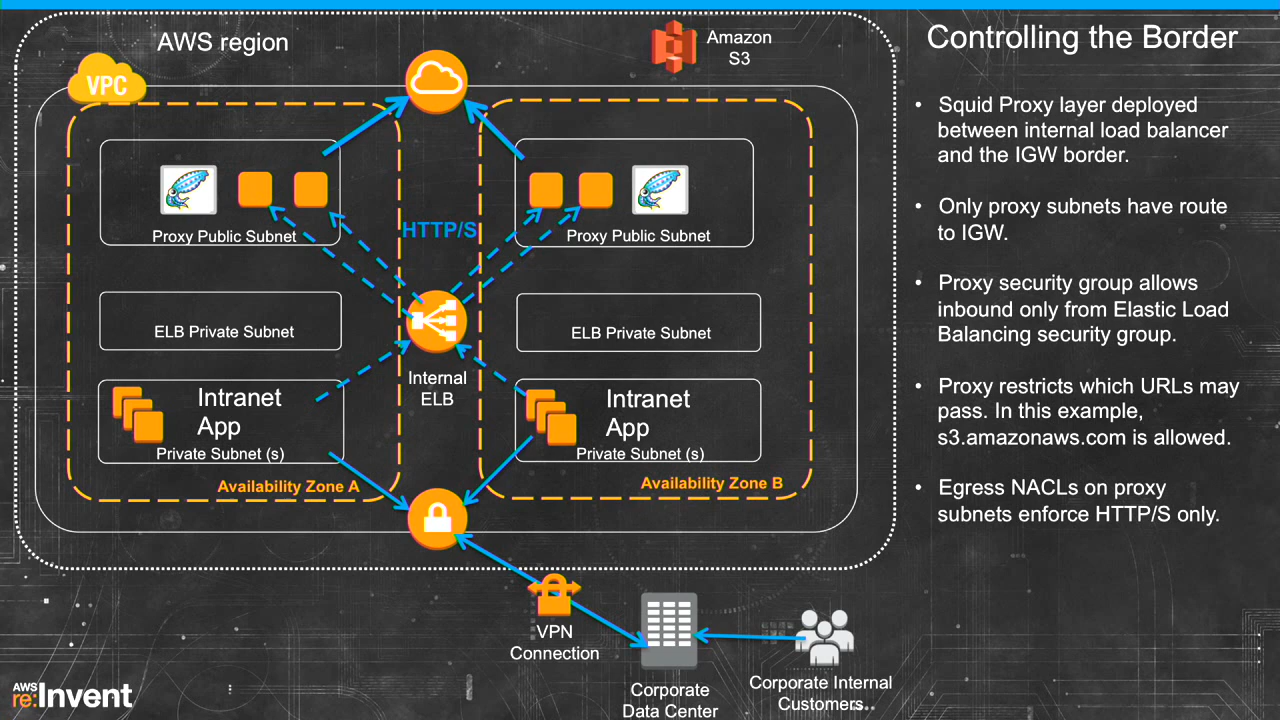 AWS region
Amazon
S3
Controlling the Border
VPC
• Squid Proxy layer deployed
between internal load balancer
and the IGW border.
• Only proxy subnets have route
to IGW.
• Proxy security group allows
inbound only from Elastic Load
Balancing security group.
• Proxy restricts which URLs may
pass. In this example,
s3.amazonaws.com is allowed.
• Egress NACLs on proxy
subnets enforce HTTP/S only.
Proxy Public Subnet
HTTP/S
Proxy Public Subnet
ELB Private Subnet
ELB Private Subnet
Internal
ELB
Intranet
App
Private Subnet (s)
Intranet
App
Private Subnet (s)
Availability Zone A
Availability Zone B
VPN
Connection
Corporate
Data Center
Corporate Internal
Customers..
AWS
re:Invent